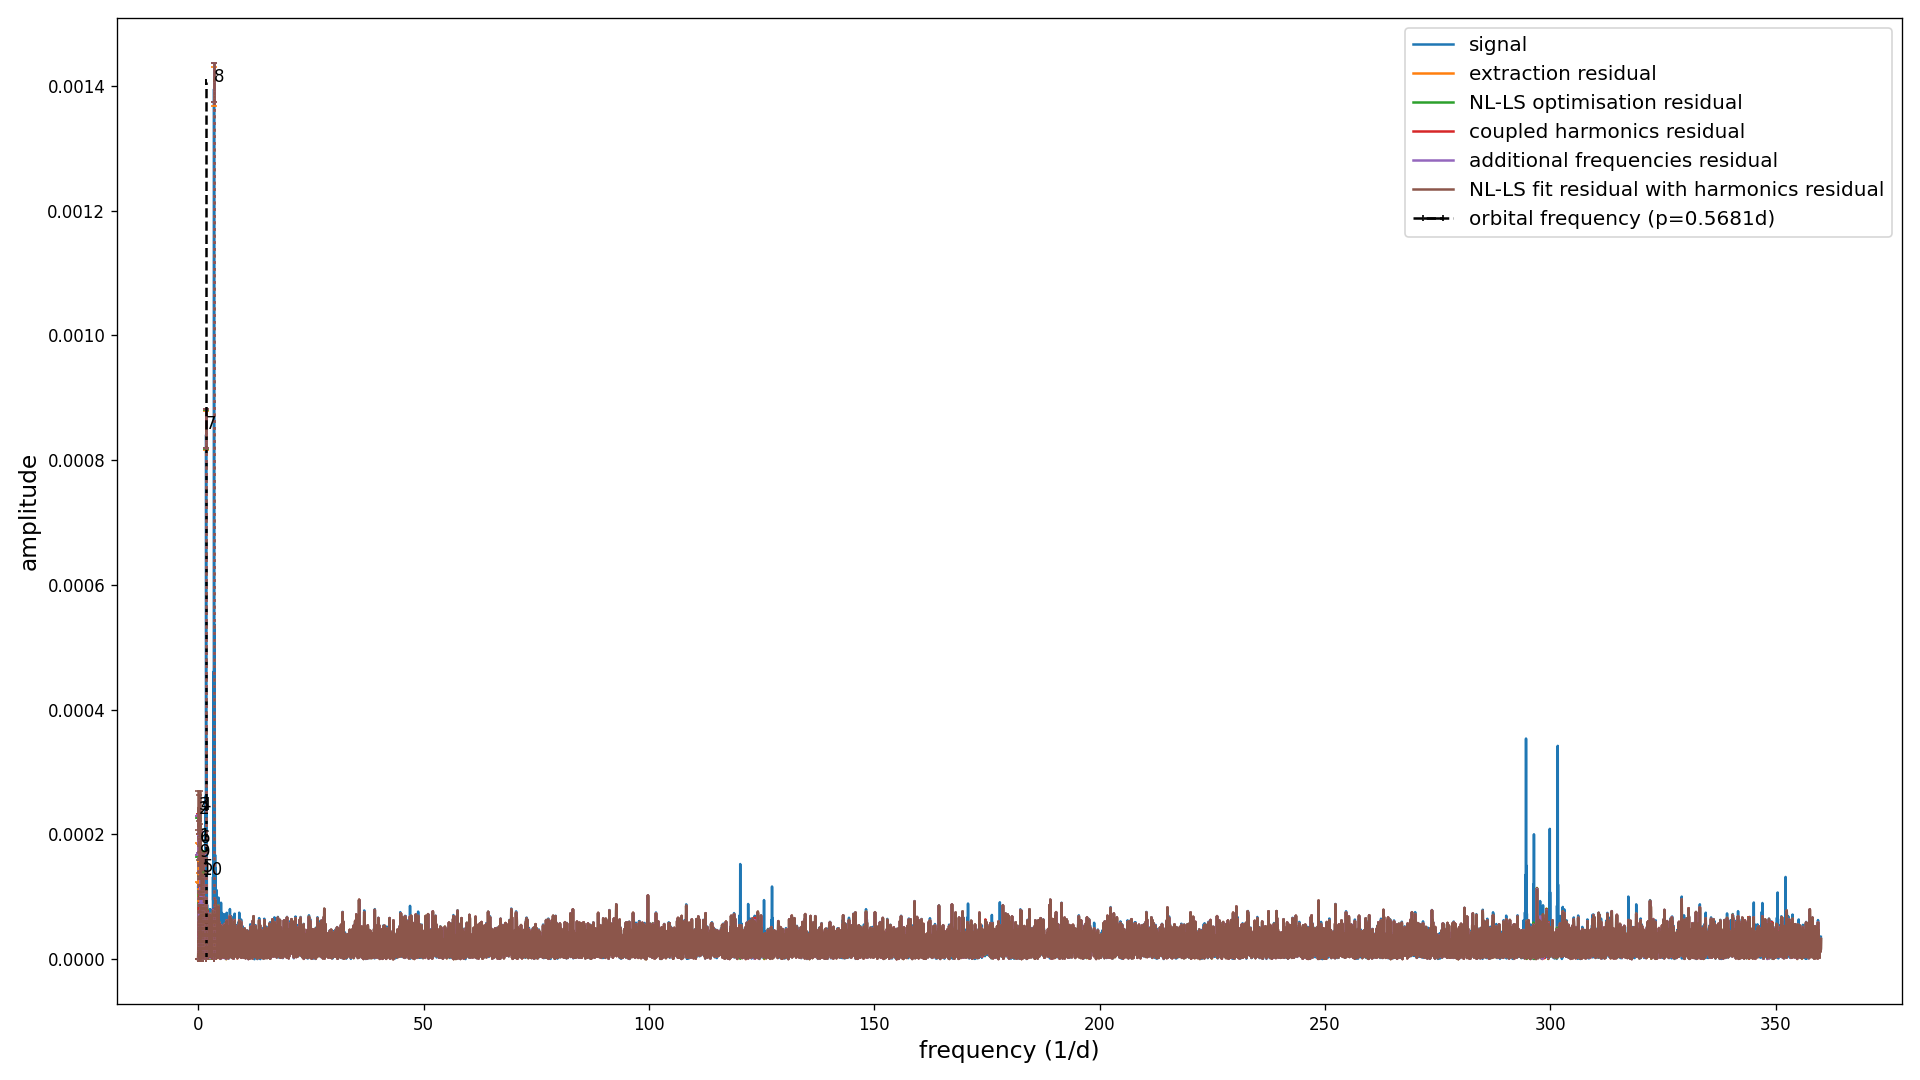 signal
extraction residual
NL-LS optimisation residual
coupled harmonics residual
additional frequencies residual
NL-LS fit residual with harmonics residual
orbital frequency (p=0.5681d)
0.0014
0.0012
0.0010
0.0008
0.0006
0.0004
0.0002
0.0000
amplitude
8
7
0
50
100
150
200
250
300
350
frequency (1/d)